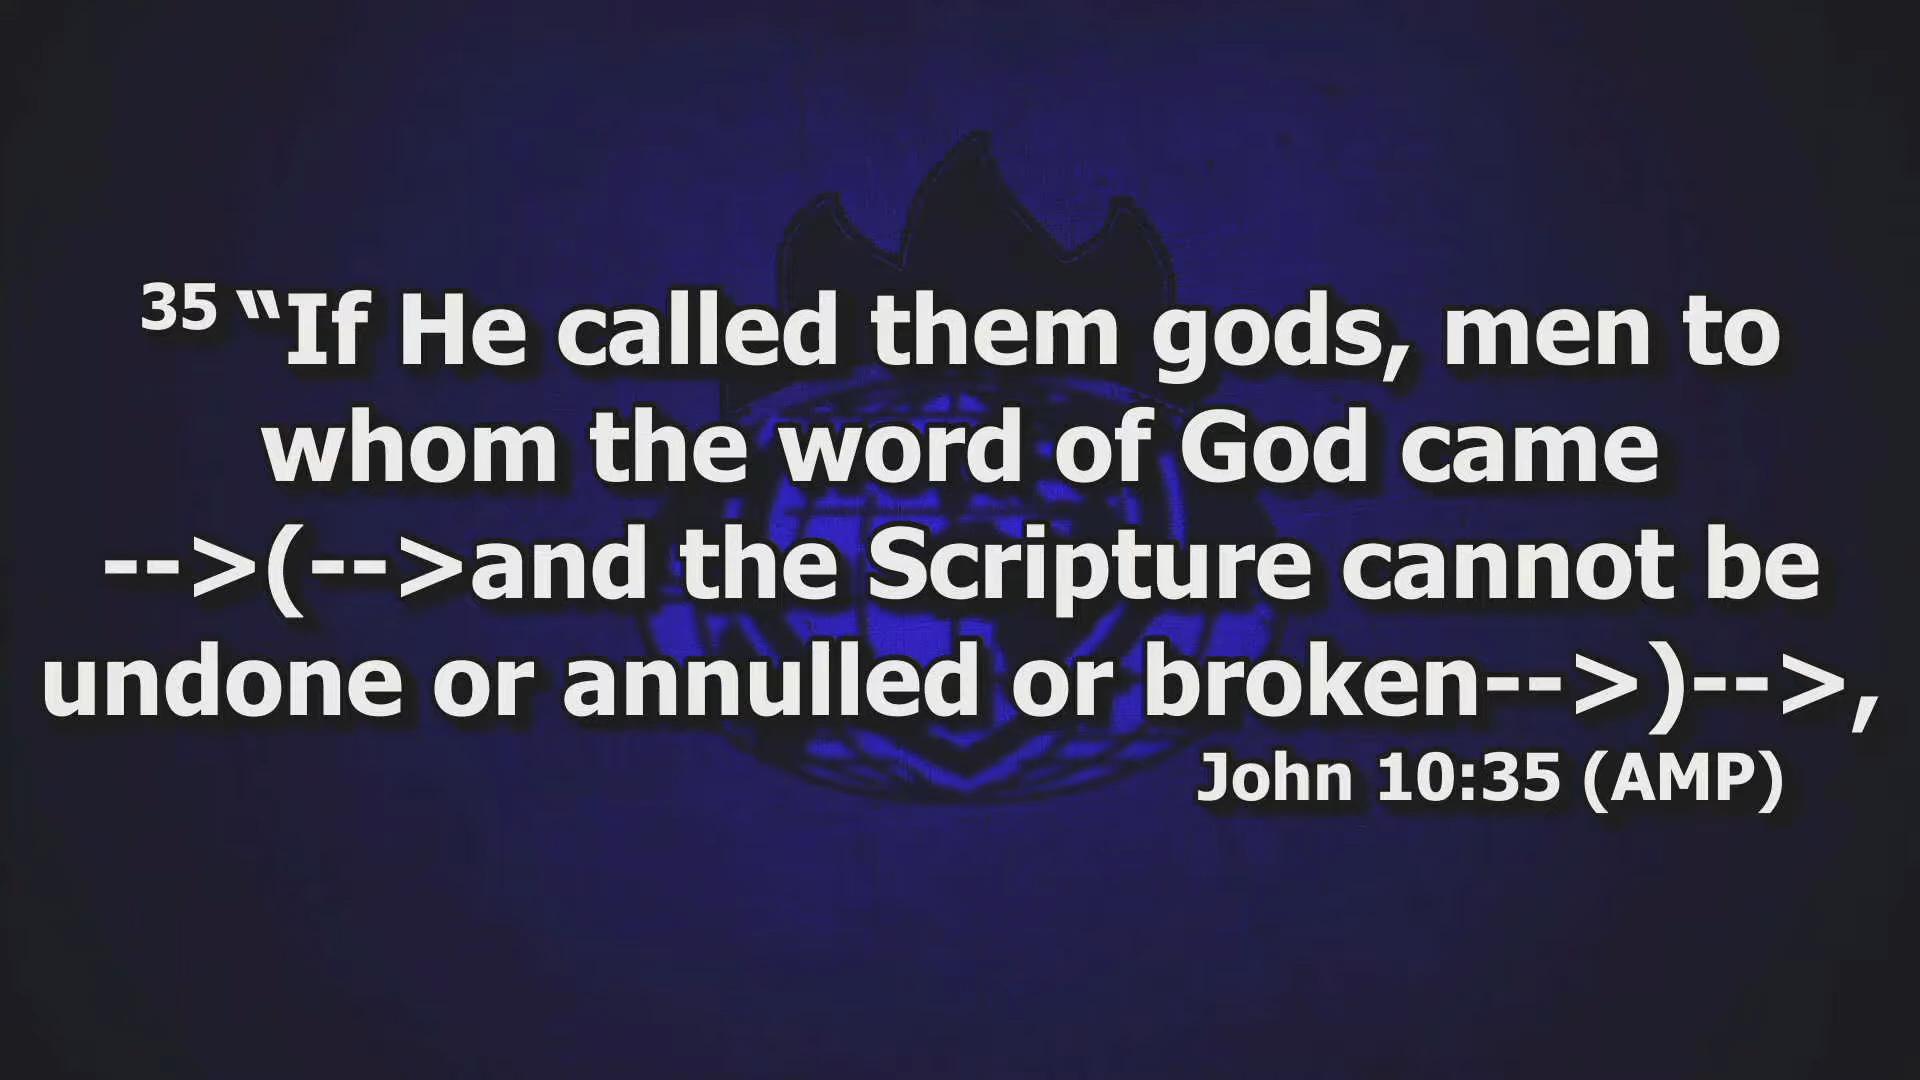 35 “If He called them gods, men to
whom the word of God came
-->(-->and the Scripture cannot be
undone or annulled or broken-->)-->,
John 10:35 (AMP)